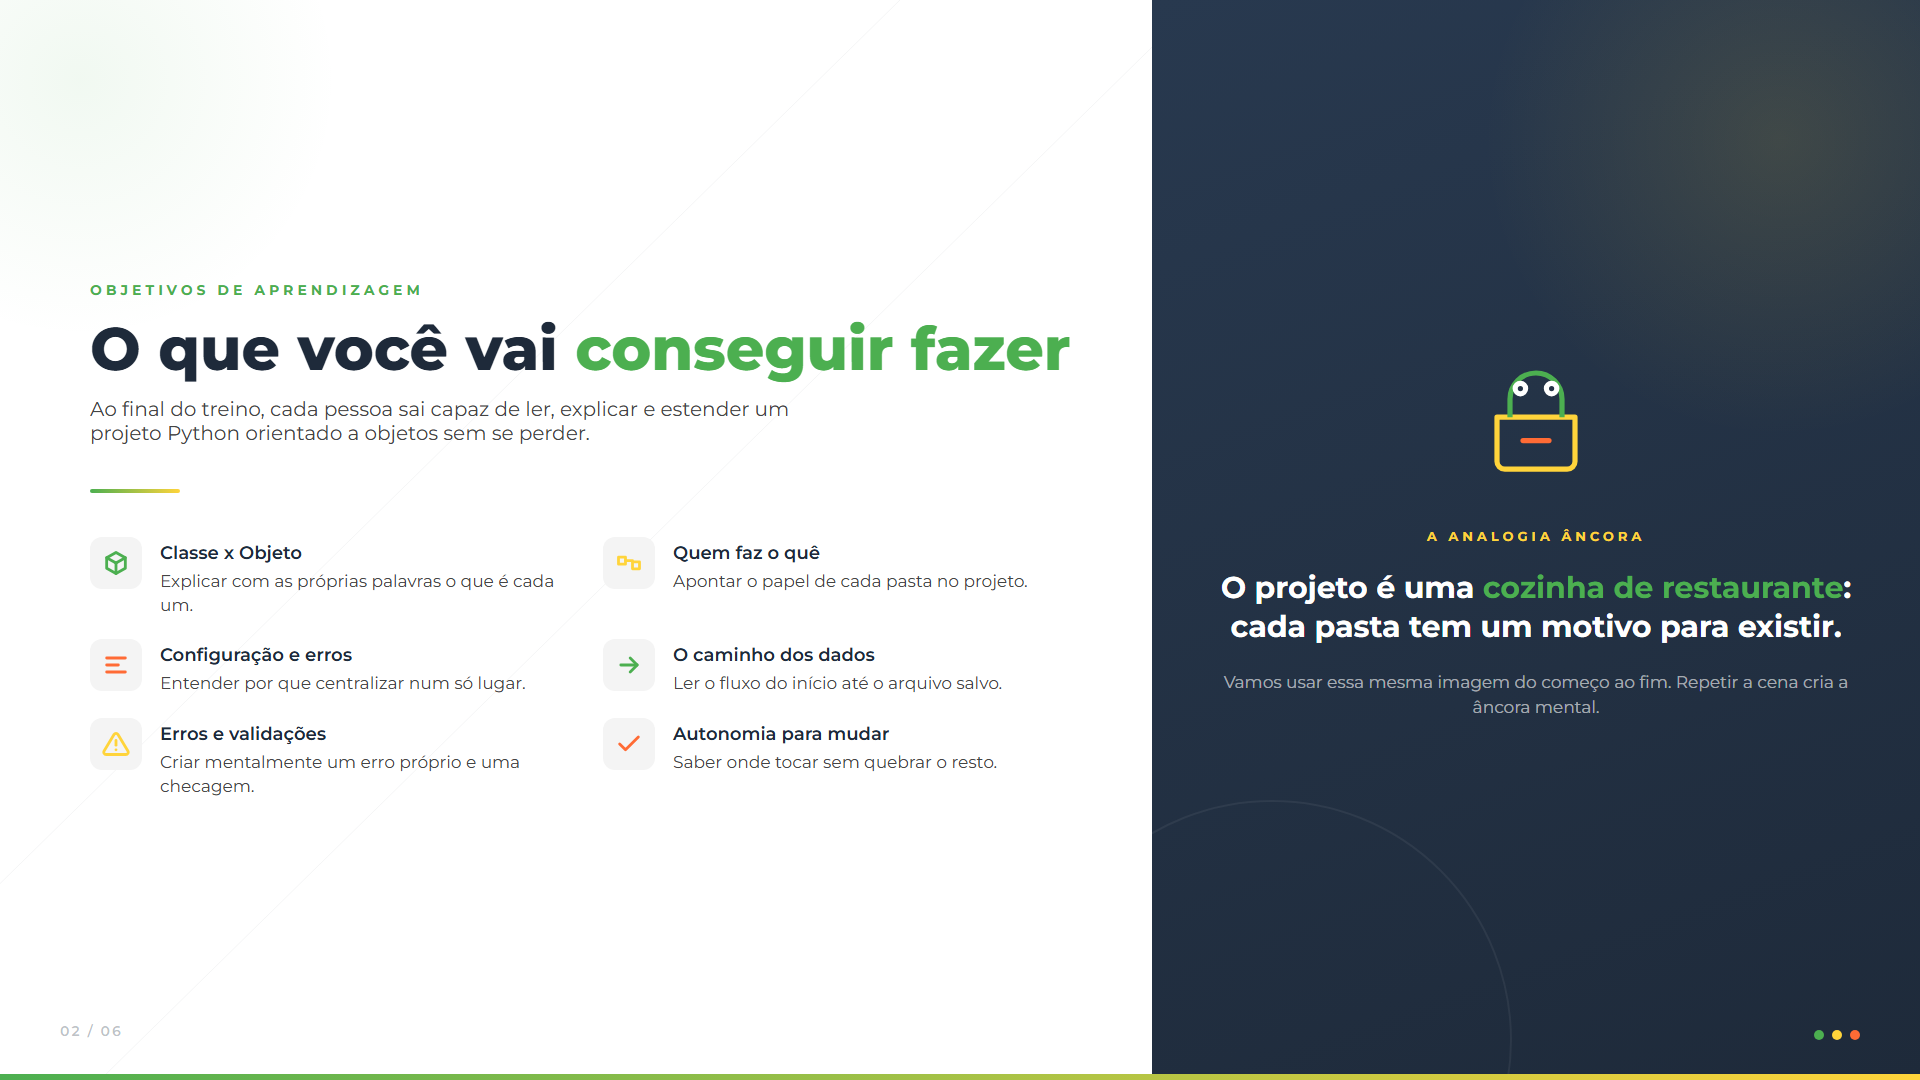 OBJETIVOS DE APRENDIZAGEM
O que você vai conseguir fazer
Ao final do treino, cada pessoa sai capaz de ler, explicar e estender um
projeto Python orientado a objetos sem se perder.
Classe x Objeto
Explicar com as próprias palavras o que é cada
um.
Quem faz o quê
Apontar o papel de cada pasta no projeto.
Configuração e erros
Entender por que centralizar num só lugar.
O caminho dos dados
Ler o fluxo do início até o arquivo salvo.
Erros e validações
Criar mentalmente um erro próprio e uma
checagem.
Autonomia para mudar
Saber onde tocar sem quebrar o resto.
02 / 06
A ANALOGIA ÂNCORA
O projeto é uma cozinha de restaurante:
cada pasta tem um motivo para existir.
Vamos usar essa mesma imagem do começo ao fim. Repetir a cena cria a
âncora mental.